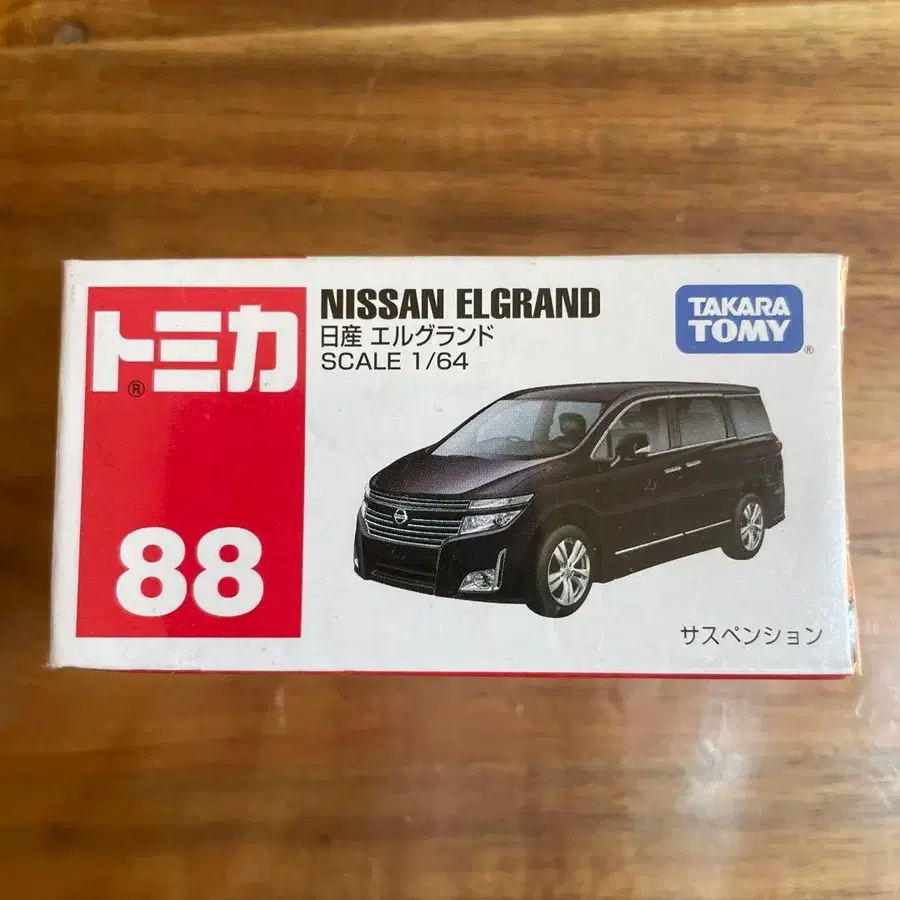 トミカ
®
88
NISSAN ELGRAND
日産 エルグランド
SCALE 1/64
TAKARA
TOMY
®
サスペンション